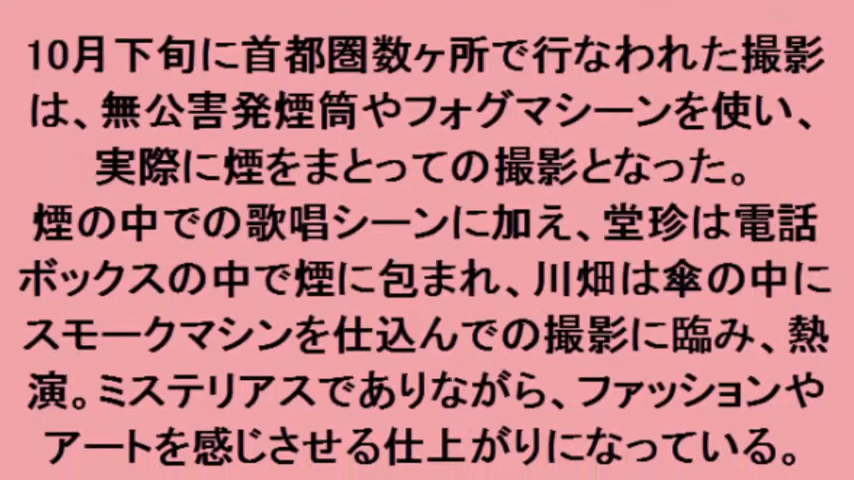 10月下旬に首都圏数ヶ所で行なわれた撮影
は、無公害発煙筒やフォグマシーンを使い、
実際に煙をまとっての撮影となった。
煙の中での歌唱シーンに加え、堂珍は電話
ボックスの中で煙に包まれ、川畑は傘の中に
スモークマシンを仕込んでの撮影に臨み、熱
演。ミステリアスでありながら、ファッションや
アートを感じさせる仕上がりになっている。